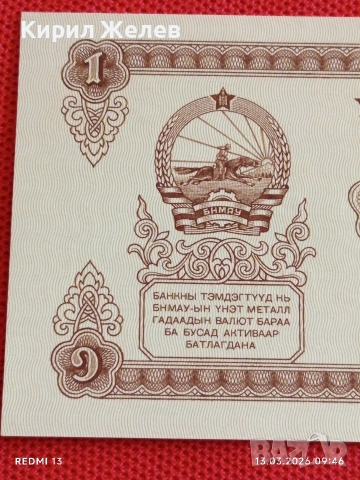 Кирил Желев
1
БНМАУ
БАНКНЫ ТЭМДЭГТҮҮД НЬ
БНМАУ-ЫН ҮНЭТ МЕТАЛЛ
ГАДААДЫН ВАЛЮТ БАРАА
БА БУСАД АКТИВААР
БАТЛАГДАНА
REDMI 13
13.03.2026 09:46
BAZAR